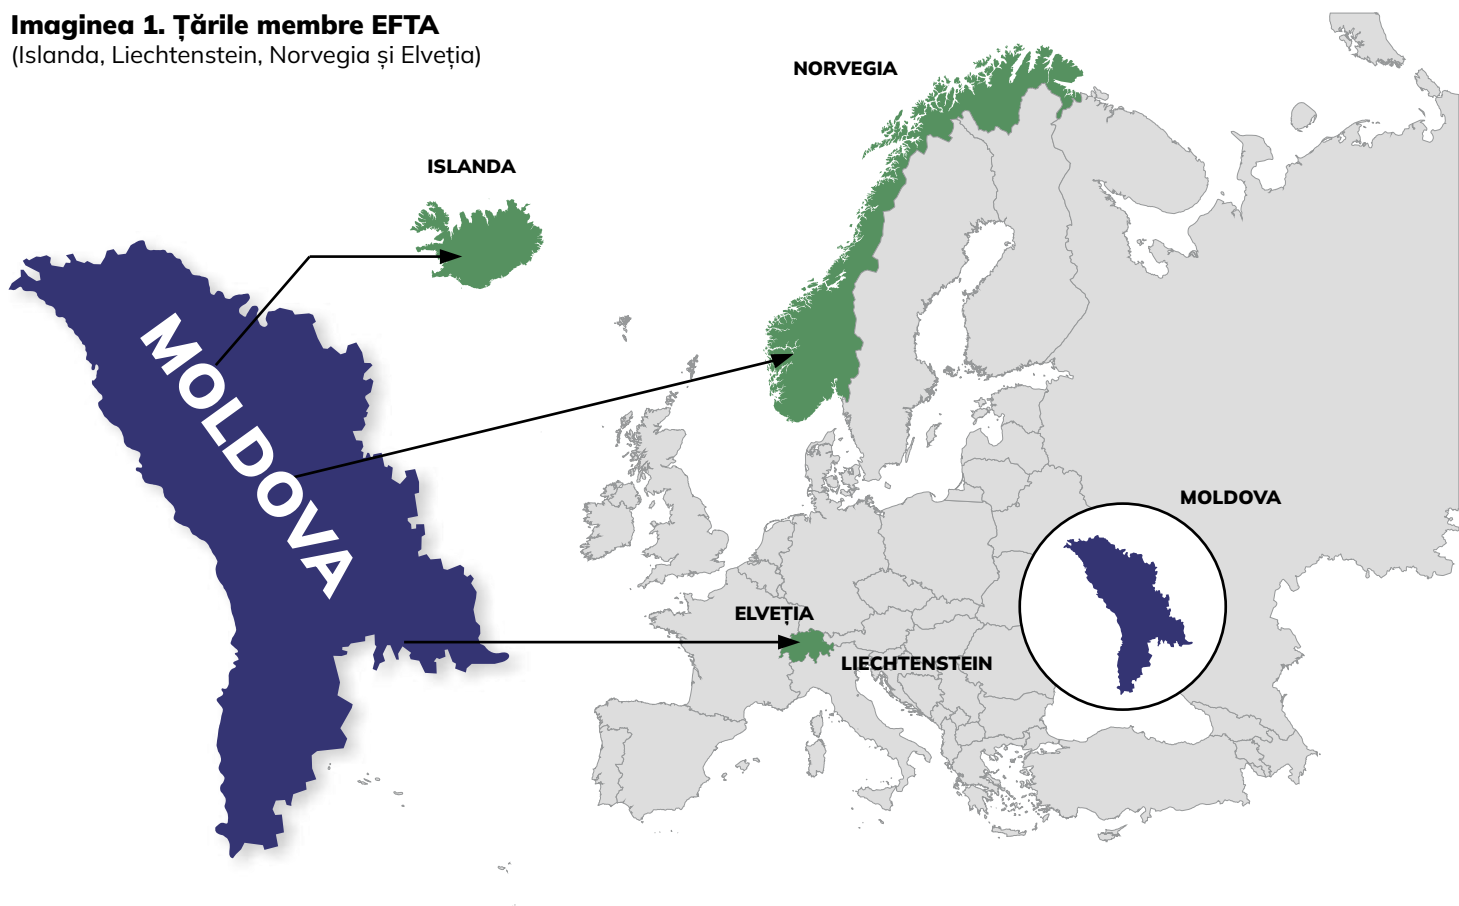 Imaginea 1. Țările membre EFTA
(Islanda, Liechtenstein, Norvegia și Elveția)
NORVEGIA
ISLANDA
MOLDOVA
MOLDOVA
ELVEȚIA
LIECHTENSTEIN